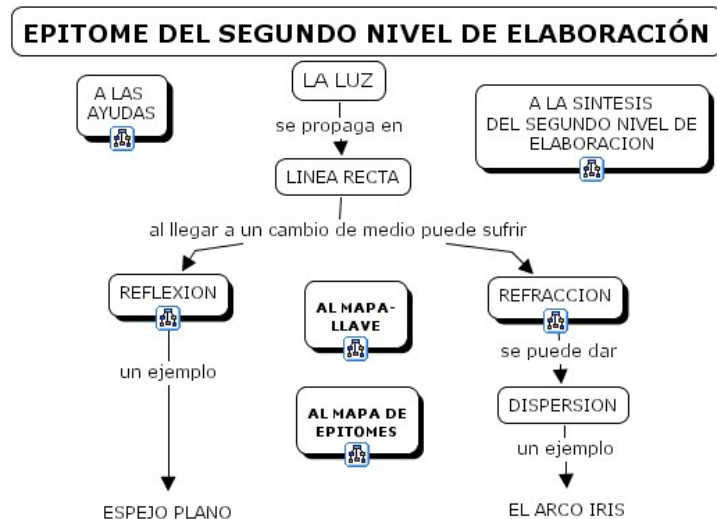 EPITOME DEL SEGUNDO NIVEL DE ELABORACIÓN
A LAS
AYUDAS
LA LUZ
A LA SINTESIS
DEL SEGUNDO NIVEL DE
ELABORACION
se propaga en
LINEA RECTA
al llegar a un cambio de medio puede sufrir
REFLEXION
AL MAPA-
LLAVE
REFRACCION
un ejemplo
se puede dar
AL MAPA DE
EPITOMES
DISPERSION
un ejemplo
ESPEJO PLANO
EL ARCO IRIS